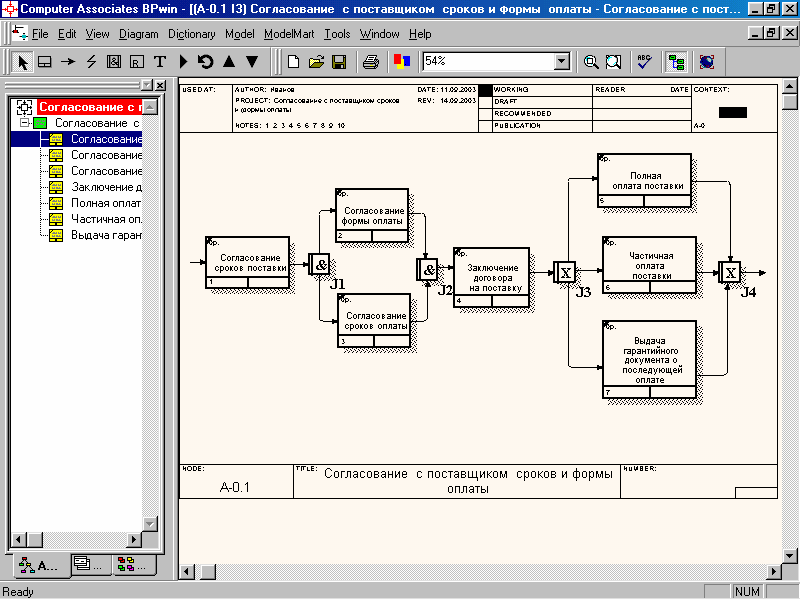 Computer Associates BPwin - [(A-0.1 I3) Согласование с поставщиком сроков и формы оплаты - Согласование с пост...
File Edit View Diagram Dictionary Model ModelMart Tools Window Help
54%
Согласование с п
Согласование с
Согласование
Согласование
Согласование
Заключение д
Полная оплат
Частичная оп.
Выдача гаран
A...
USED AT:
AUTHOR: Иванов
DATE: 11.09.2003
WORKING
READER
DATE
CONTEXT:
PROJECT: Согласование с поставщиком сроков
и формы оплаты
REV: 14.09.2003
DRAFT
RECOMMENDED
NOTES: 1 2 3 4 5 6 7 8 9 10
PUBLICATION
A-0
0р.
Согласование
сроков поставки
1
&
J1
0р.
Согласование
формы оплаты
2
0р.
Согласование
сроков оплаты
3
&
J2
0р.
Заключение
договора
на поставку
4
X
J3
0р.
Полная
оплата поставки
5
0р.
Частичная
оплата
поставки
6
0р.
Выдача
гарантийного
документа о
последующей
оплате
7
X
J4
NODE:
A-0.1
TITLE:
Согласование с поставщиком сроков и формы
оплаты
NUMBER:
Ready
NUM